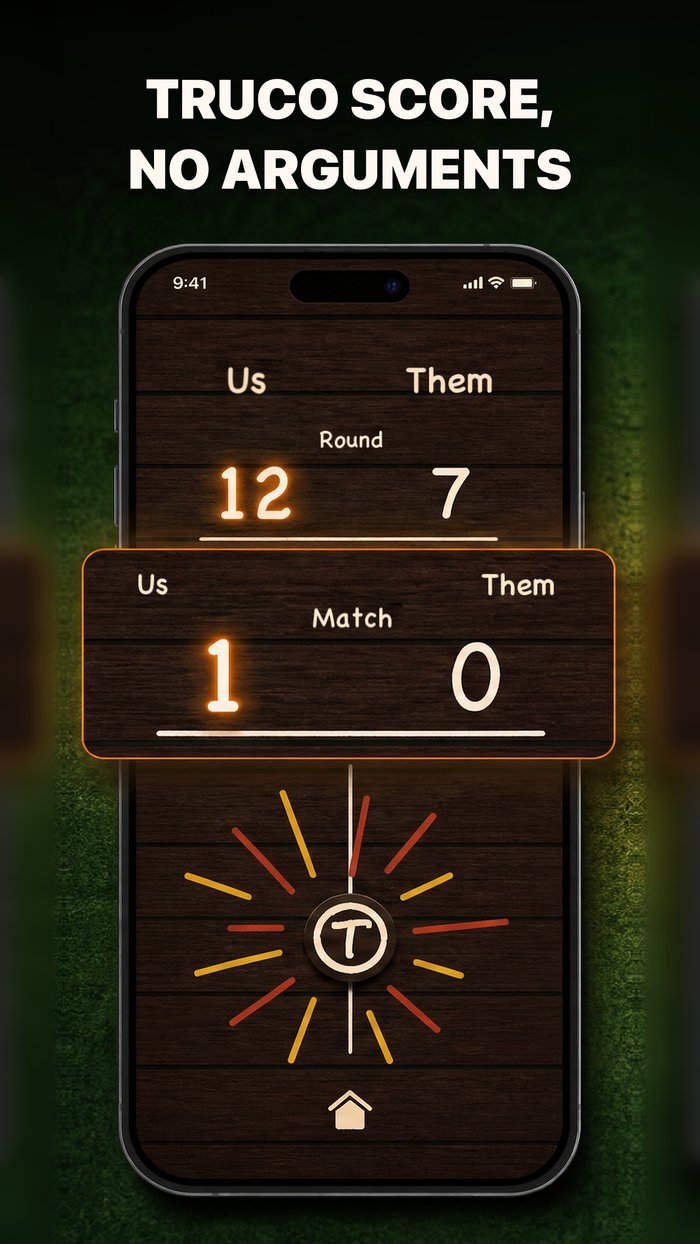 TRUCO SCORE,
NO ARGUMENTS
9:41
Us Them
Round
12 7
Us Them
Match
1 0
T